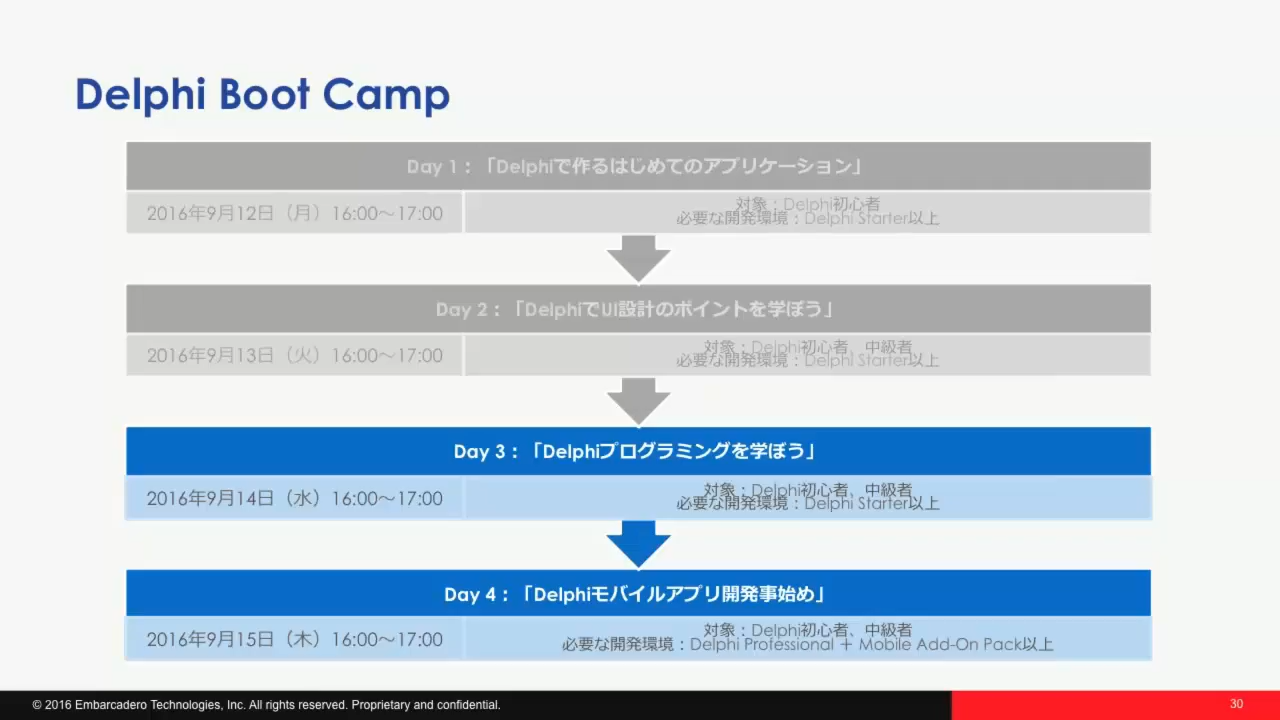 Delphi Boot Camp
Day 1：「Delphiで作るはじめてのアプリケーション」
2016年9月12日（月）16:00～17:00
対象：Delphi初心者
必要な開発環境：Delphi Starter以上
Day 2：「DelphiでUI設計のポイントを学ぼう」
2016年9月13日（火）16:00～17:00
対象：Delphi初心者、中級者
必要な開発環境：Delphi Starter以上
Day 3：「Delphiプログラミングを学ぼう」
2016年9月14日（水）16:00～17:00
対象：Delphi初心者、中級者
必要な開発環境：Delphi Starter以上
Day 4：「Delphiモバイルアプリ開発事始め」
2016年9月15日（木）16:00～17:00
対象：Delphi初心者、中級者
必要な開発環境：Delphi Professional ＋ Mobile Add-On Pack以上
© 2016 Embarcadero Technologies, Inc. All rights reserved. Proprietary and confidential.
30